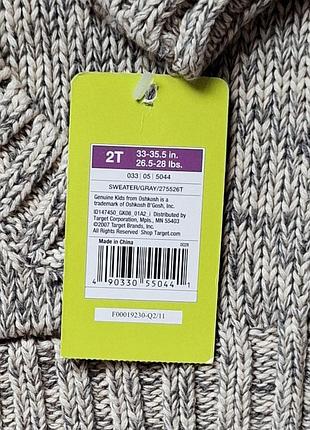 2T 33-35.5 in.
26.5-28 lbs.
033 | 05 | 5044
SWEATER/GRAY/275526T
Genuine Kids from Oshkosh is a
trademark of Oshkosh B'Gosh, Inc.
ID147450_GK08_01A2_i Distributed by
Target Corporation, Mpls, MN 55403
©2007 Target Brands, Inc.
All Rights Reserved Shop Target.com
Made in China 0028
4 90330 55044 1
F00019230-Q2/11